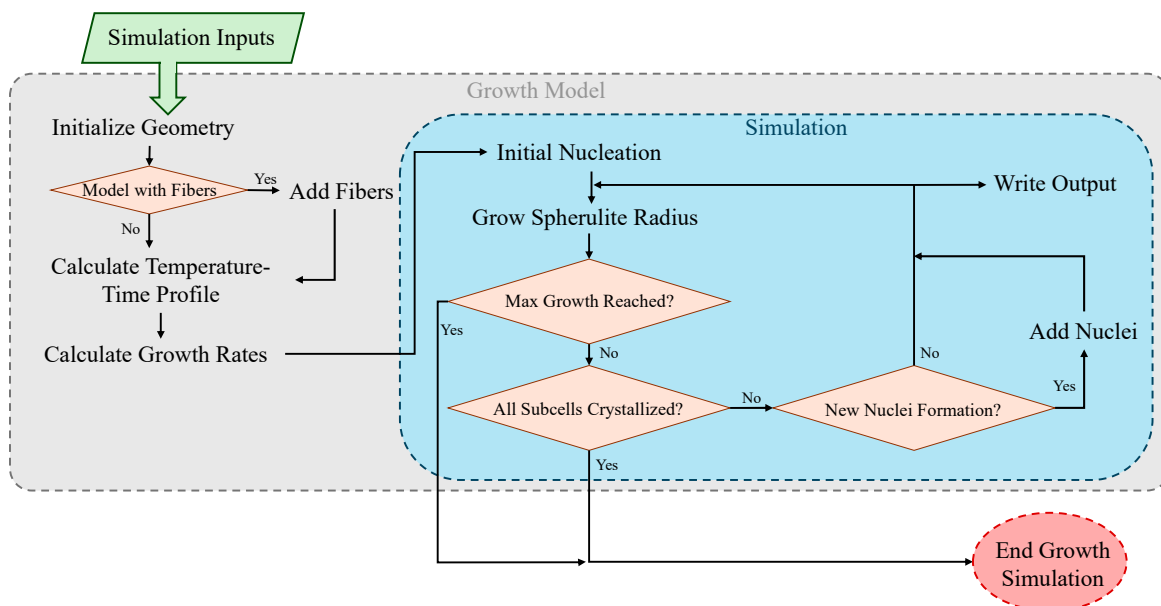 Simulation Inputs
Growth Model
Initialize Geometry
Model with Fibers
Yes
Add Fibers
No
Calculate Temperature-
Time Profile
Calculate Growth Rates
Simulation
Initial Nucleation
Write Output
Grow Spherulite Radius
Max Growth Reached?
Yes
No
All Subcells Crystallized?
No
Yes
New Nuclei Formation?
No
Yes
Add Nuclei
End Growth
Simulation